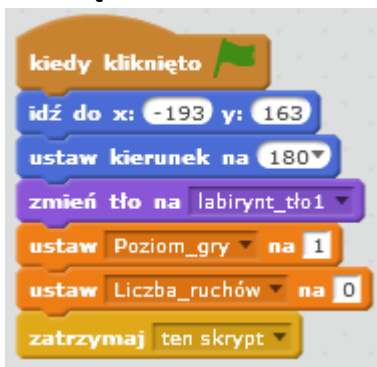 kiedy kliknięto
idź do x: -193 y: 163
ustaw kierunek na 180
zmień tło na labirynt_tło1
ustaw Poziom_gry na 1
ustaw Liczba_ruchów na 0
zatrzymaj ten skrypt